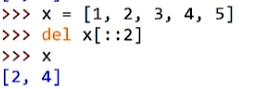 >>> x = [1, 2, 3, 4, 5]
>>> del x[::2]
>>> x
[2, 4]